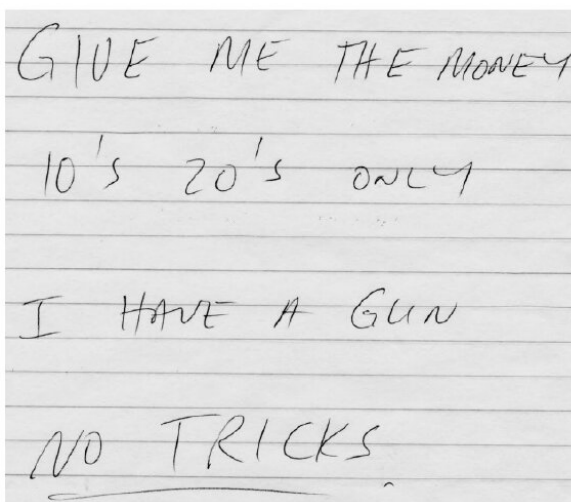 GIVE ME THE MONEY
10's 20's ONLY
I HAVE A GUN
NO TRICKS.